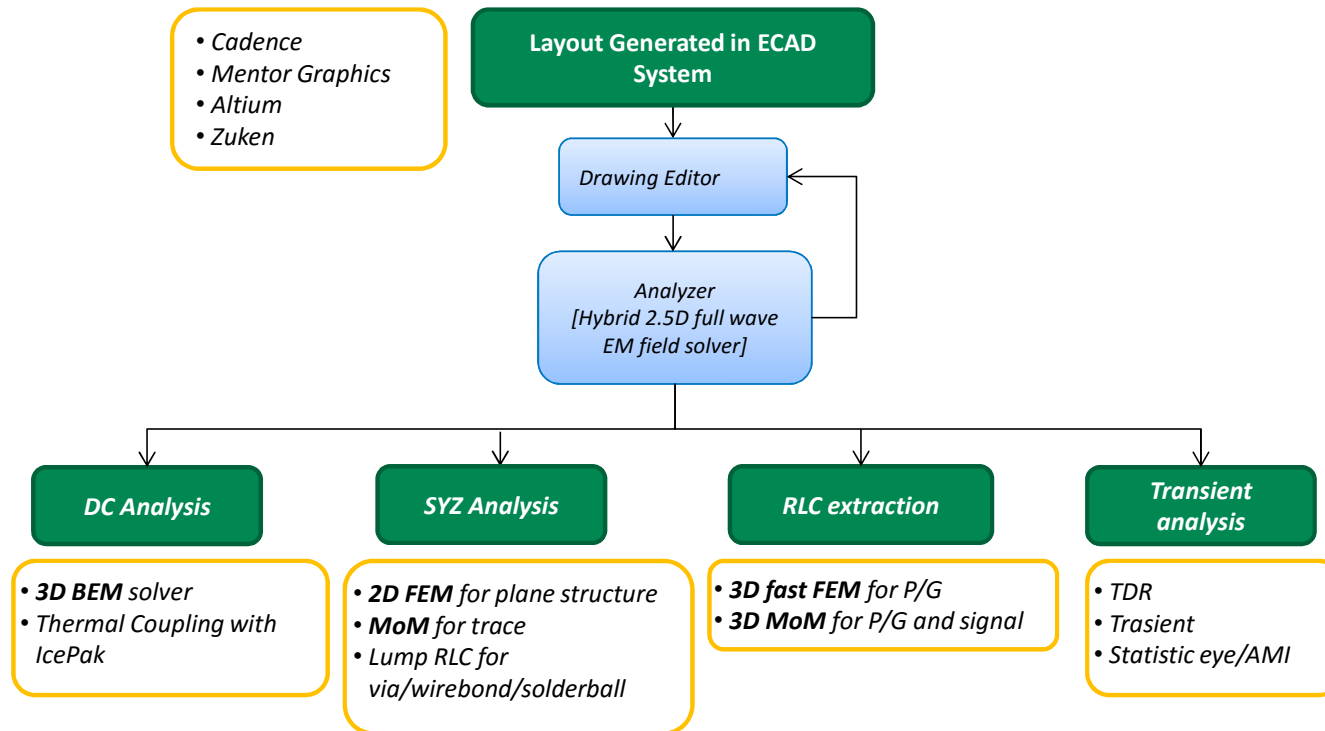 • Cadence
• Mentor Graphics
• Altium
• Zuken
Layout Generated in ECAD
System
Drawing Editor
Analyzer
[Hybrid 2.5D full wave
EM field solver]
DC Analysis
SYZ Analysis
RLC extraction
Transient
analysis
• 3D BEM solver
• Thermal Coupling with
IcePak
• 2D FEM for plane structure
• MoM for trace
• Lump RLC for
via/wirebond/solderball
• 3D fast FEM for P/G
• 3D MoM for P/G and signal
• TDR
• Trasient
• Statistic eye/AMI